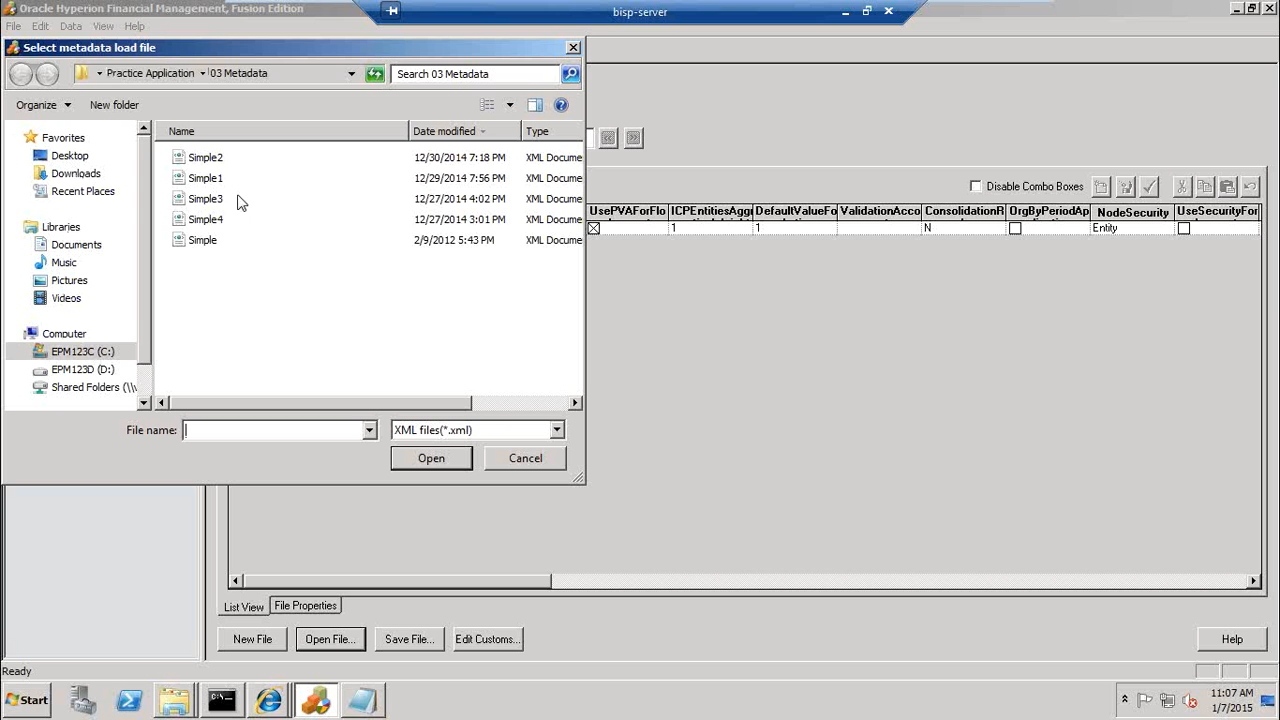 Oracle Hyperion Financial Management, Fusion Edition
bisp-server
File Edit Data View Help
Select metadata load file
Practice Application 03 Metadata
Search 03 Metadata
Organize New folder
Name Date modified Type
Favorites
Desktop
Downloads
Recent Places
Libraries
Documents
Music
Pictures
Videos
Computer
EPM123C (C:)
EPM123D (D:)
Shared Folders (\\
Simple2 12/30/2014 7:18 PM XML Docume
Simple1 12/29/2014 7:56 PM XML Docume
Simple3 12/27/2014 4:02 PM XML Docume
Simple4 12/27/2014 3:01 PM XML Docume
Simple 2/9/2012 5:43 PM XML Docume
File name:
XML files(*.xml)
Open Cancel
Disable Combo Boxes
UsePVAForFlo ICPEntitiesAggr DefaultValueFo ValidationAcco ConsolidationR OrgByPeriodAp NodeSecurity UseSecurityFor
1 1 N Entity
List View File Properties
New File Open File... Save File... Edit Customs... Help
Ready
Start
11:07 AM
1/7/2015